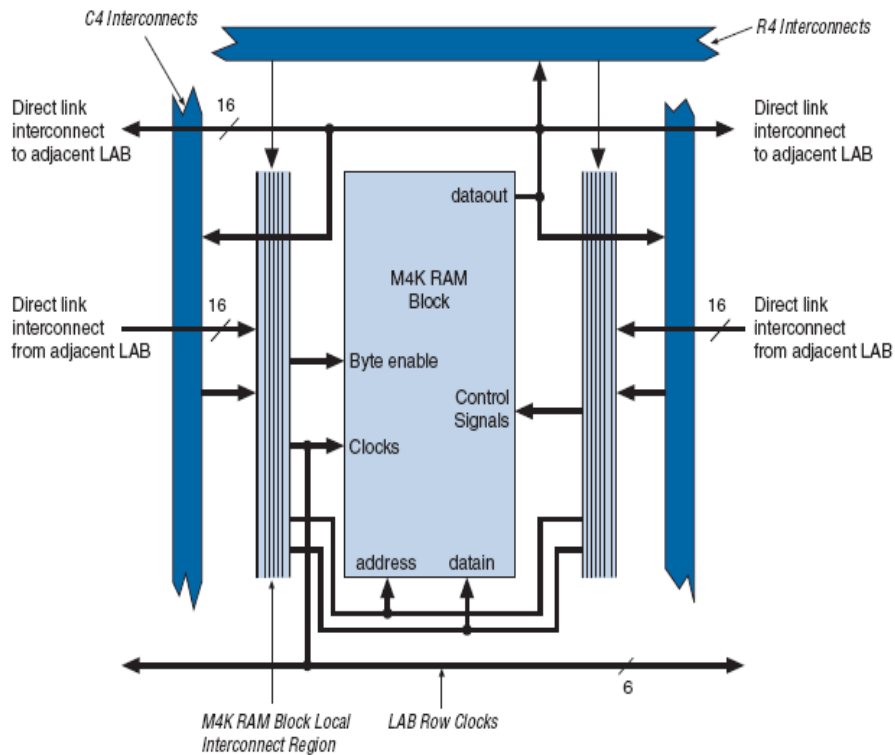 C4 Interconnects
R4 Interconnects
16
Direct link
interconnect
to adjacent LAB
Direct link
interconnect
to adjacent LAB
dataout
M4K RAM
Block
16
Direct link
interconnect
from adjacent LAB
16
Direct link
interconnect
from adjacent LAB
Byte enable
Control
Signals
Clocks
address
datain
6
M4K RAM Block Local
Interconnect Region
LAB Row Clocks